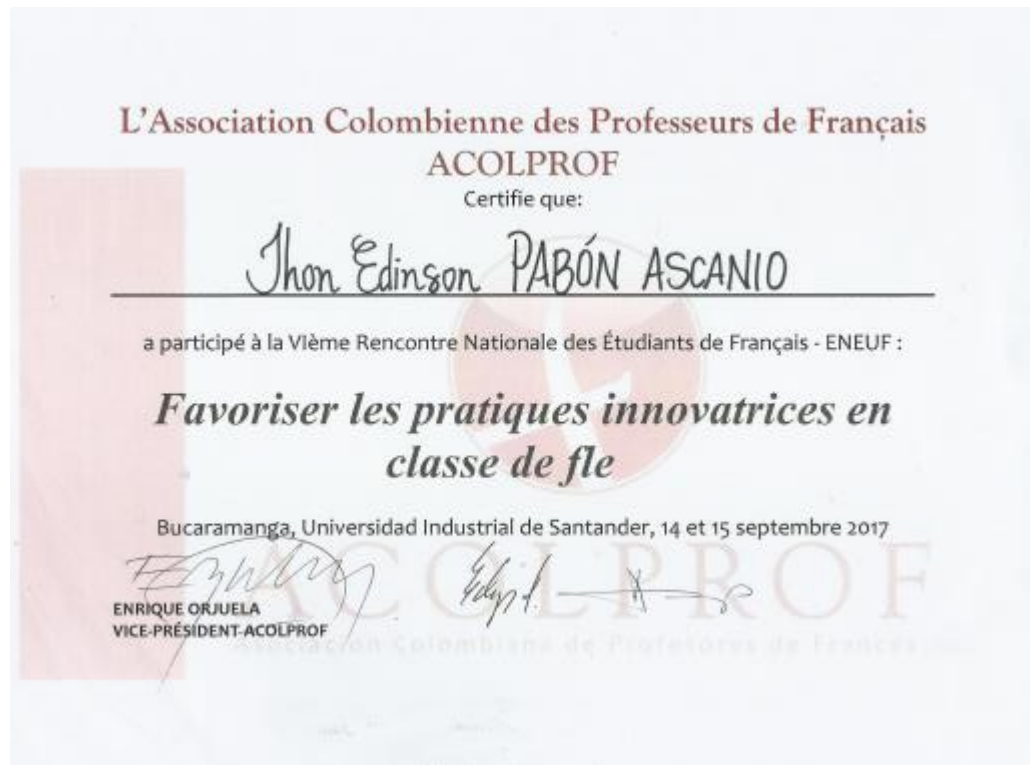 L'Association Colombienne des Professeurs de Français
ACOLPROF
Certifie que:
Jhon Edinson PABÓN ASCANIO
a participé à la VIème Rencontre Nationale des Étudiants de Français - ENEUF :
Favoriser les pratiques innovatrices en
classe de fle
Bucaramanga, Universidad Industrial de Santander, 14 et 15 septembre 2017
ACOLPROF
ENRIQUE ORJUELA
VICE-PRÉSIDENT-ACOLPROF
Asociación Colombiana de Profesores de Francés